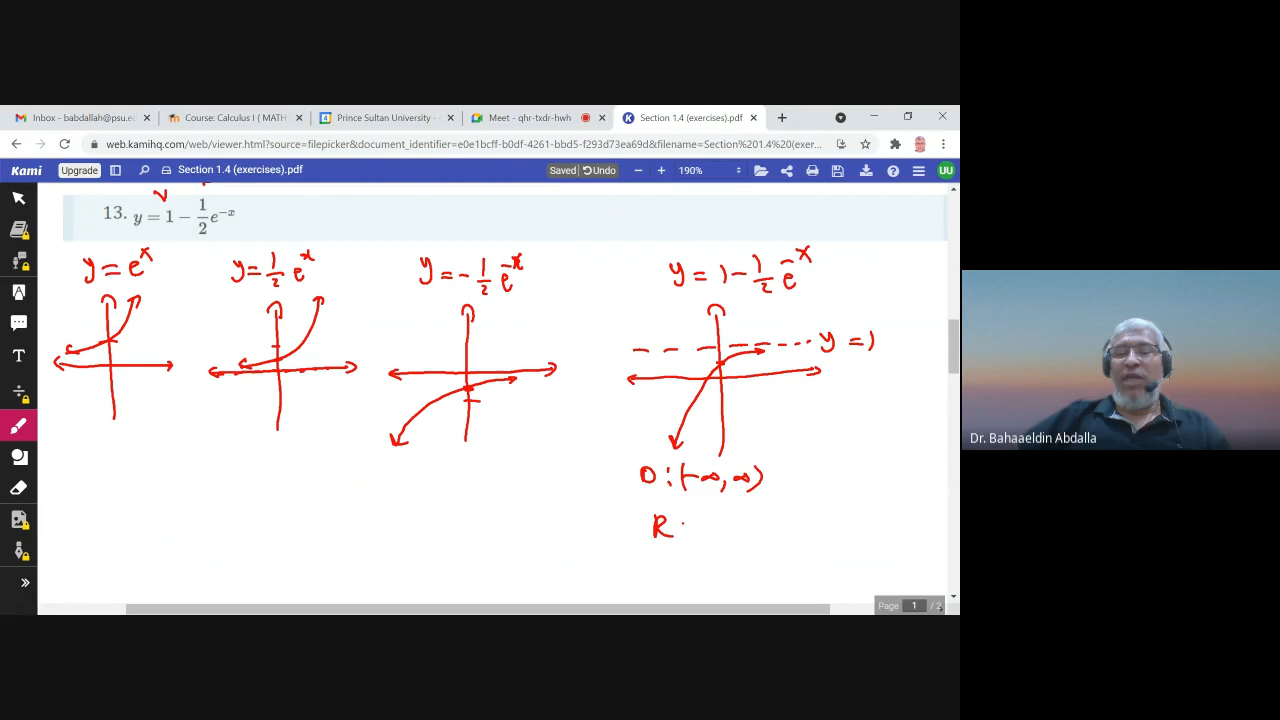 Inbox - babdallah@psu.ed
Course: Calculus I ( MATH
Prince Sultan University -
Meet - qhr-txdr-hwh
Section 1.4 (exercises).pdf
web.kamihq.com/web/viewer.html?source=filepicker&document_identifier=e0e1bcff-b0df-4261-bbd5-f293d73ea69d&filename=Section%201.4%20(exer...
Kami Upgrade Section 1.4 (exercises).pdf Saved Undo 190% UU
13. y = 1 − 1/2 e^−x
y = e^x
y = 1/2 e^x
y = - 1/2 e^-x
y = 1 - 1/2 e^-x
y = 1
D : (-∞, ∞)
R
Dr. Bahaaeldin Abdalla
Page 1 / 2